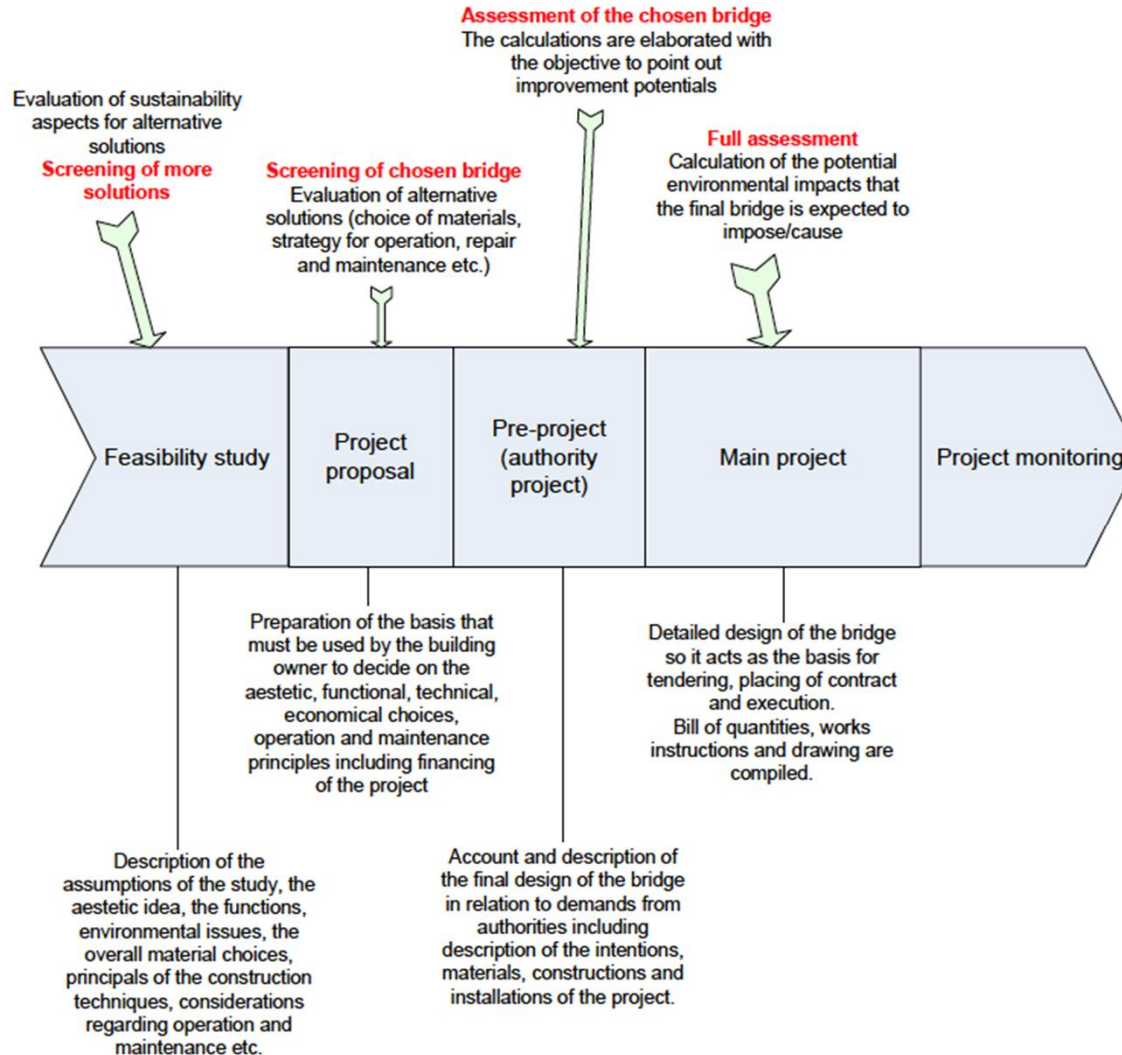 Assessment of the chosen bridge
The calculations are elaborated with
the objective to point out
improvement potentials
Evaluation of sustainability
aspects for alternative
solutions
Screening of more
solutions
Screening of chosen bridge
Evaluation of alternative
solutions (choice of materials,
strategy for operation, repair
and maintenance etc.)
Full assessment
Calculation of the potential
environmental impacts that
the final bridge is expected to
impose/cause
Feasibility study
Project
proposal
Pre-project
(authority
project)
Main project
Project monitoring
Preparation of the basis that
must be used by the building
owner to decide on the
aestetic, functional, technical,
economical choices,
operation and maintenance
principles including financing
of the project
Detailed design of the bridge
so it acts as the basis for
tendering, placing of contract
and execution.
Bill of quantities, works
instructions and drawing are
compiled.
Description of the
assumptions of the study, the
aestetic idea, the functions,
environmental issues, the
overall material choices,
principals of the construction
techniques, considerations
regarding operation and
maintenance etc.
Account and description of
the final design of the bridge
in relation to demands from
authorities including
description of the intentions,
materials, constructions and
installations of the project.